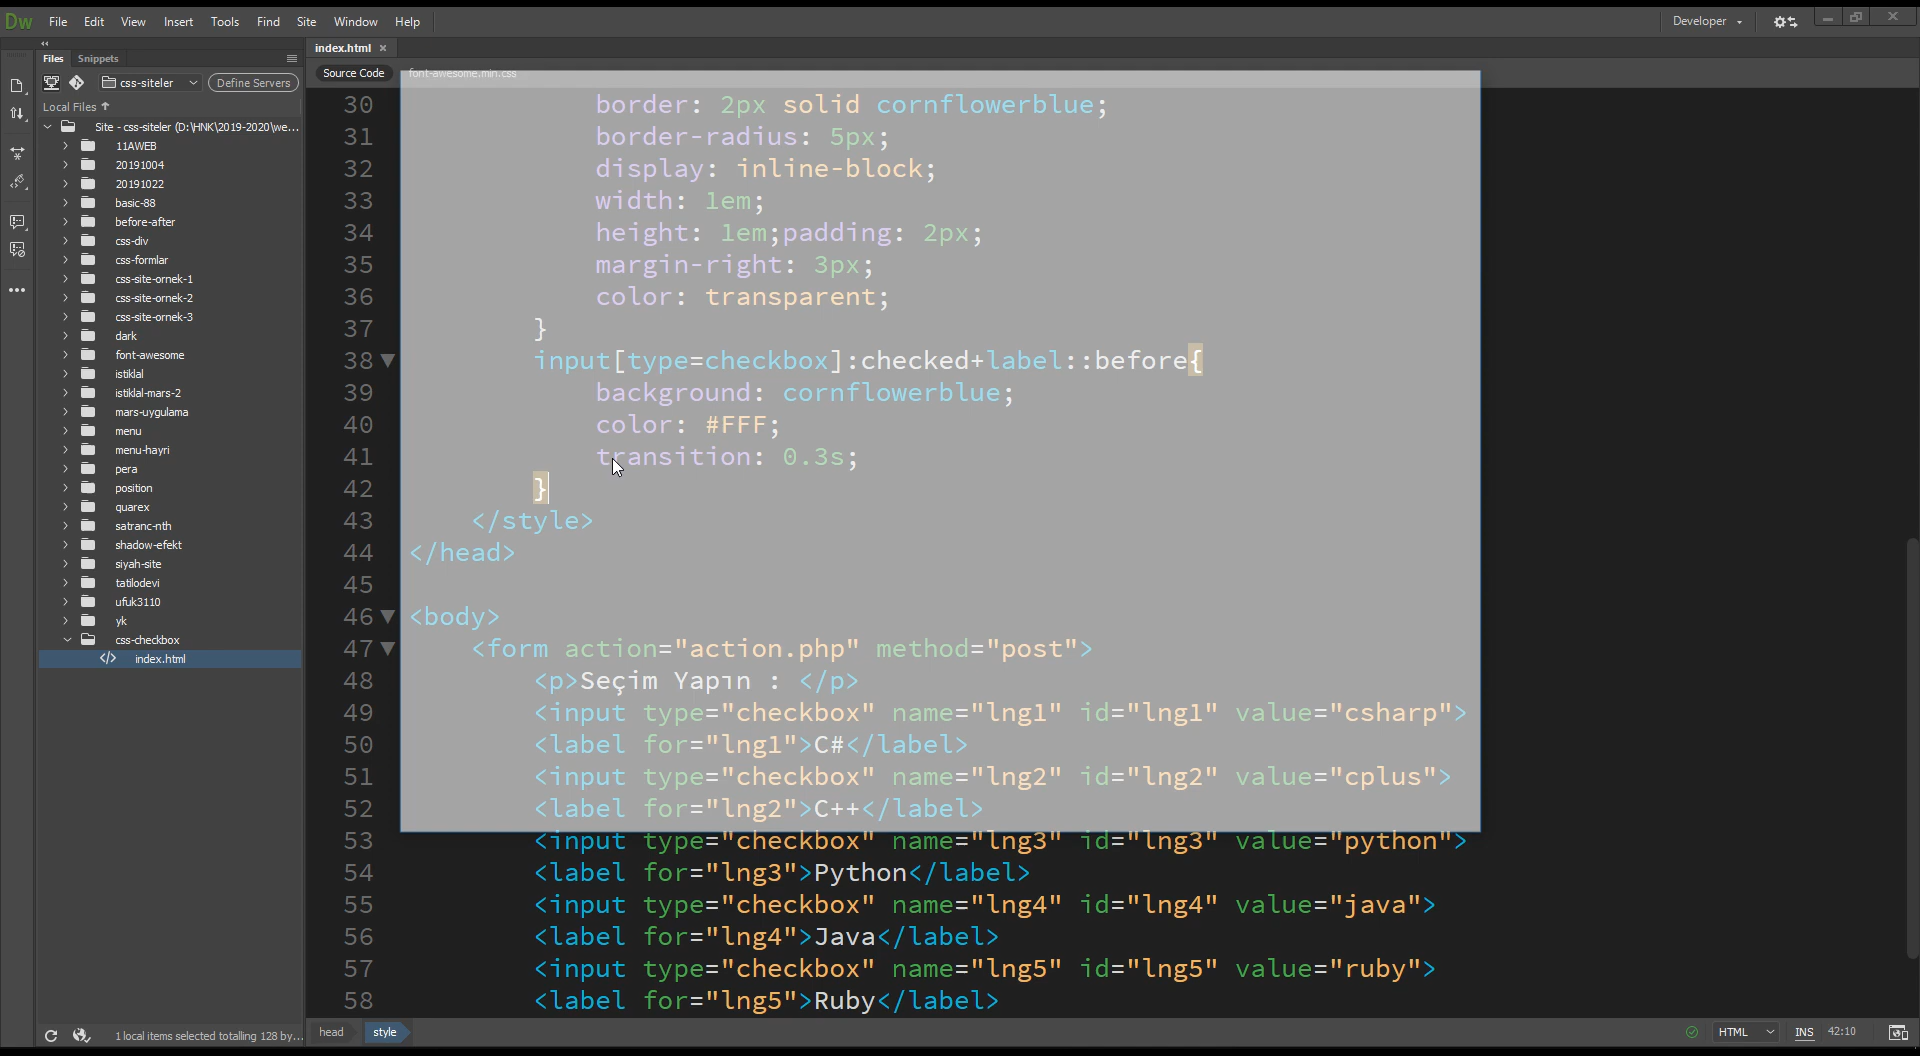 Dw File Edit View Insert Tools Find Site Window Help Developer
Files Snippets
index.html ×
css-siteler Define Servers
Source Code font-awesome.min.css
Local Files
Site - css-siteler (D:\HNK\2019-2020\we...
11AWEB
20191004
20191022
basic-88
before-after
css-div
css-formlar
css-site-ornek-1
css-site-ornek-2
css-site-ornek-3
dark
font-awesome
istiklal
istiklal-mars-2
mars-uygulama
menu
menu-hayri
pera
position
quarex
satranc-nth
shadow-efekt
siyah-site
tatilodevi
ufuk3110
yk
css-checkbox
</> index.html
30 border: 2px solid cornflowerblue;
31 border-radius: 5px;
32 display: inline-block;
33 width: 1em;
34 height: 1em;padding: 2px;
35 margin-right: 3px;
36 color: transparent;
37 }
38 input[type=checkbox]:checked+label::before{
39 background: cornflowerblue;
40 color: #FFF;
41 transition: 0.3s;
42 }
43 </style>
44 </head>
45
46 <body>
47 <form action="action.php" method="post">
48 <p>Seçim Yapın : </p>
49 <input type="checkbox" name="lng1" id="lng1" value="csharp">
50 <label for="lng1">C#</label>
51 <input type="checkbox" name="lng2" id="lng2" value="cplus">
52 <label for="lng2">C++</label>
53 <input type="checkbox" name="lng3" id="lng3" value="python">
54 <label for="lng3">Python</label>
55 <input type="checkbox" name="lng4" id="lng4" value="java">
56 <label for="lng4">Java</label>
57 <input type="checkbox" name="lng5" id="lng5" value="ruby">
58 <label for="lng5">Ruby</label>
1 local items selected totalling 128 by...
head style HTML INS 42:10